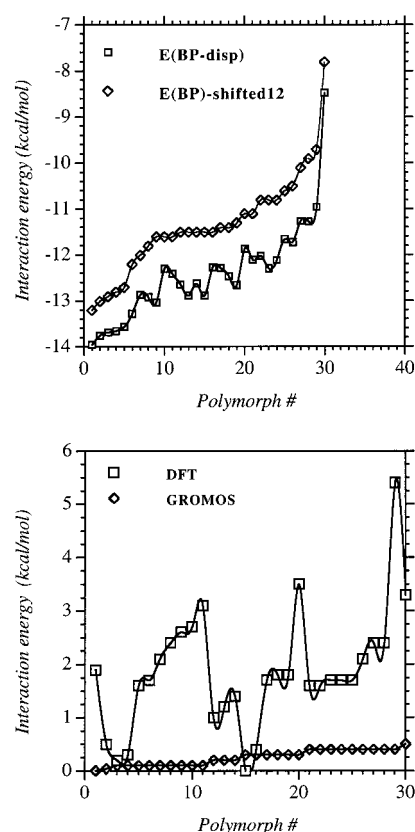 -7
-8
-9
-10
-11
-12
-13
-14
Interaction energy (kcal/mol)
E(BP-disp)
E(BP)-shifted12
0 10 20 30 40
Polymorph #
6
5
4
3
2
1
0
Interaction energy (kcal/mol)
DFT
GROMOS
0 10 20 30
Polymorph #